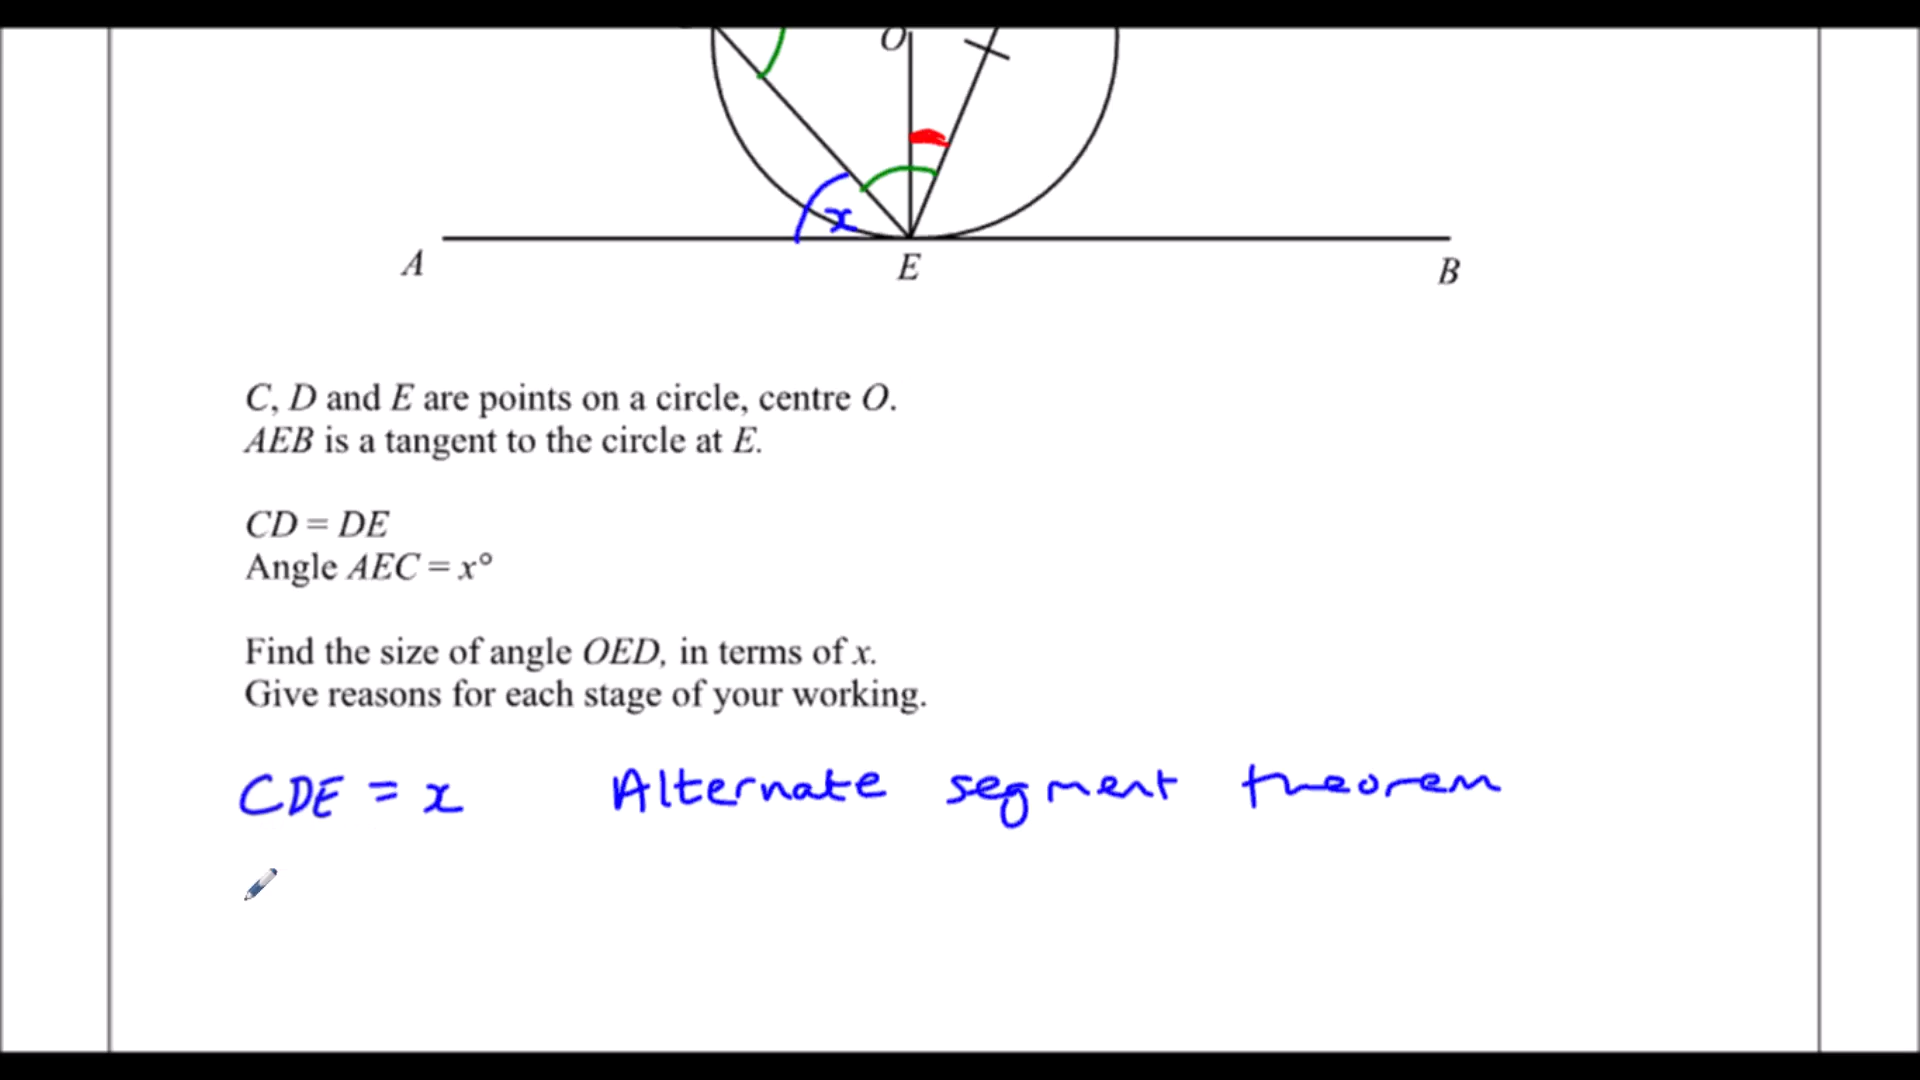 O
x
A E B
C, D and E are points on a circle, centre O.
AEB is a tangent to the circle at E.
CD = DE
Angle AEC = x°
Find the size of angle OED, in terms of x.
Give reasons for each stage of your working.
CDE = x Alternate segment theorem